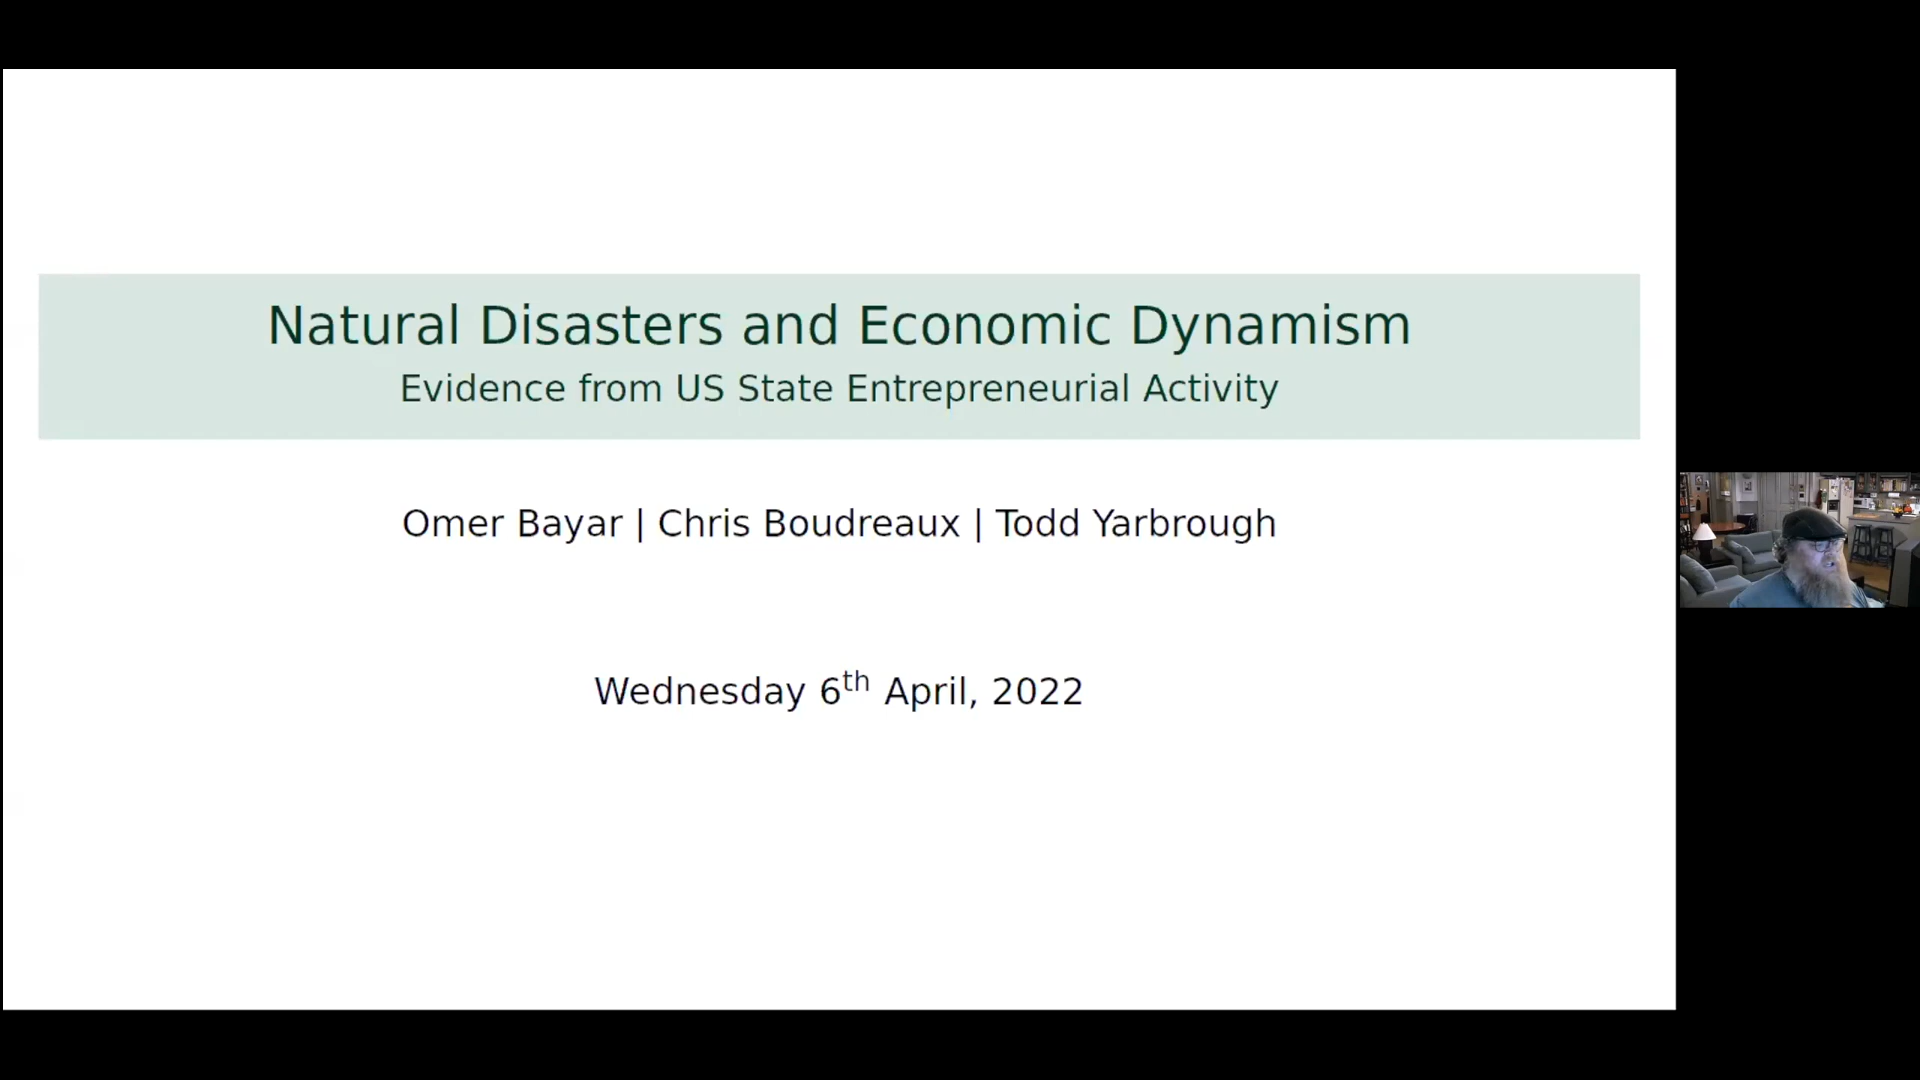 Natural Disasters and Economic Dynamism
Evidence from US State Entrepreneurial Activity
Omer Bayar | Chris Boudreaux | Todd Yarbrough
Wednesday 6th April, 2022